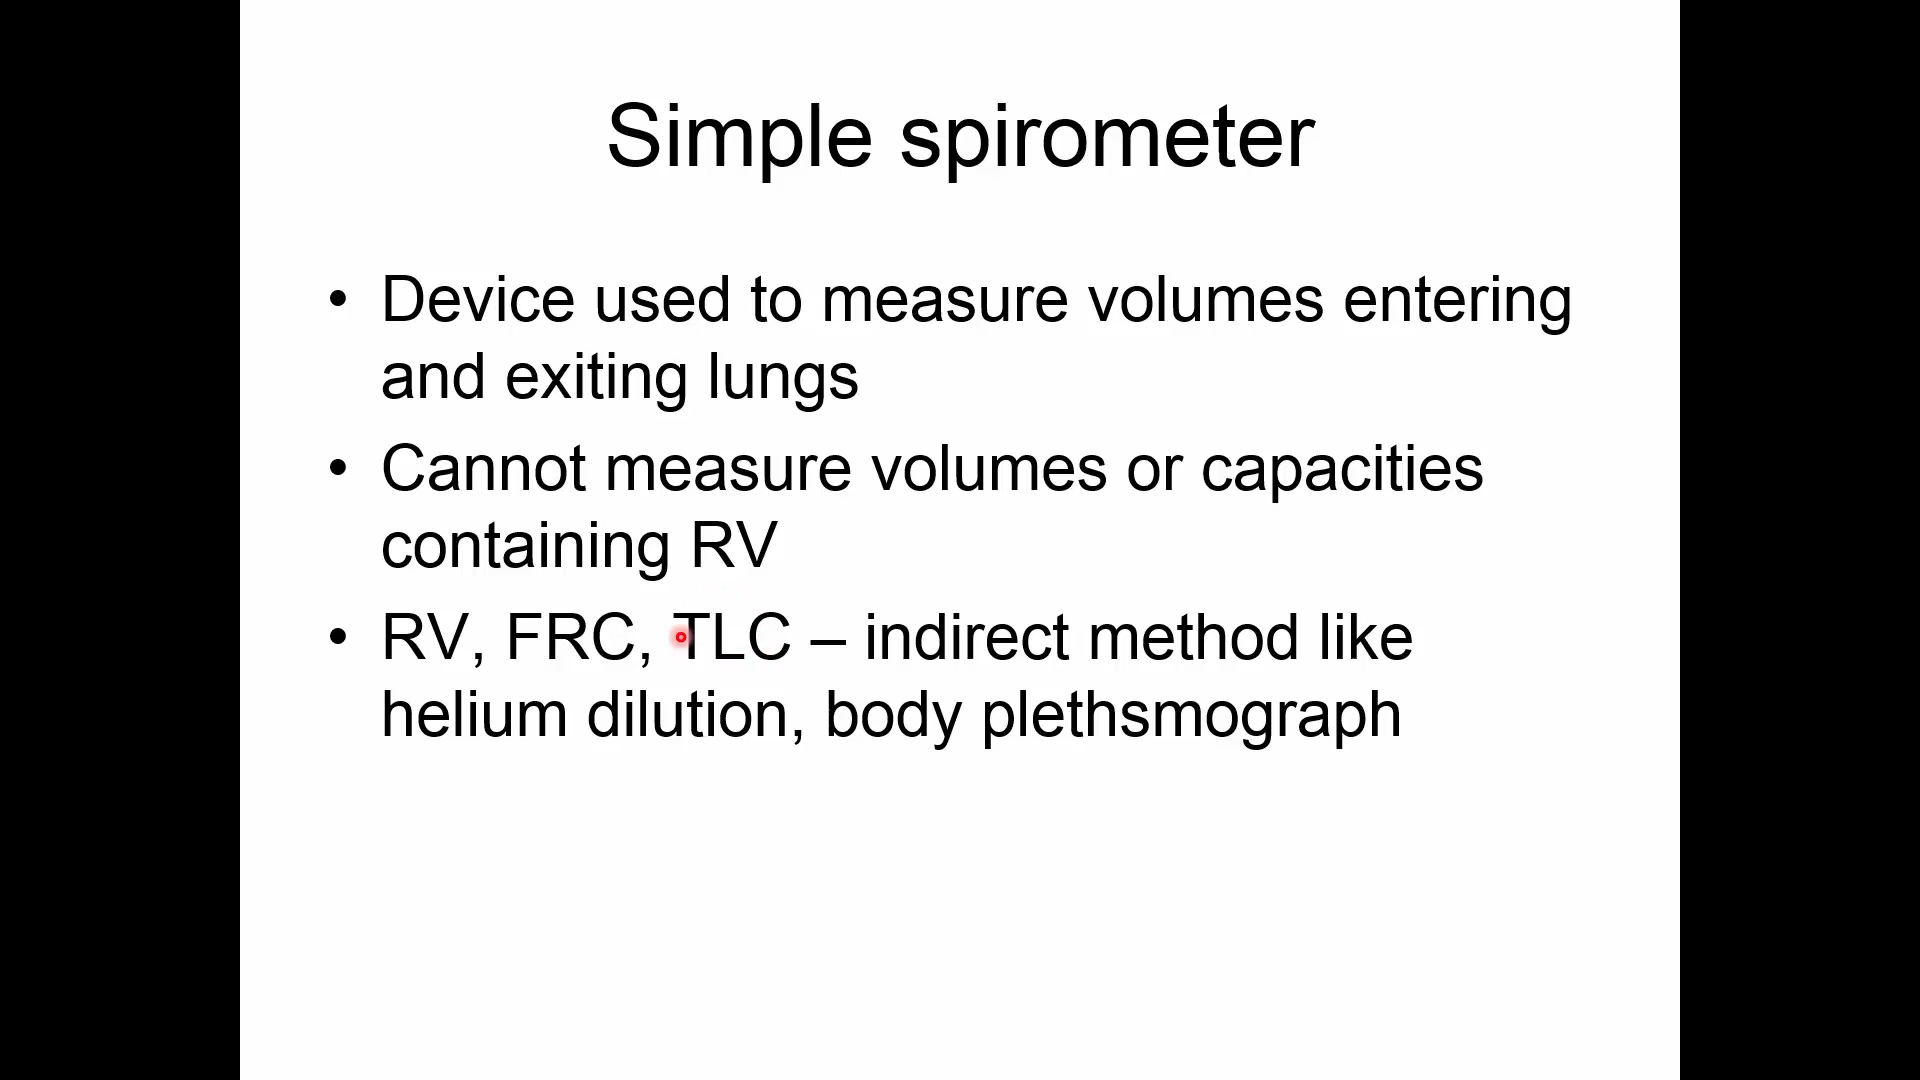 Simple spirometer
• Device used to measure volumes entering
and exiting lungs
• Cannot measure volumes or capacities
containing RV
• RV, FRC, TLC – indirect method like
helium dilution, body plethsmograph